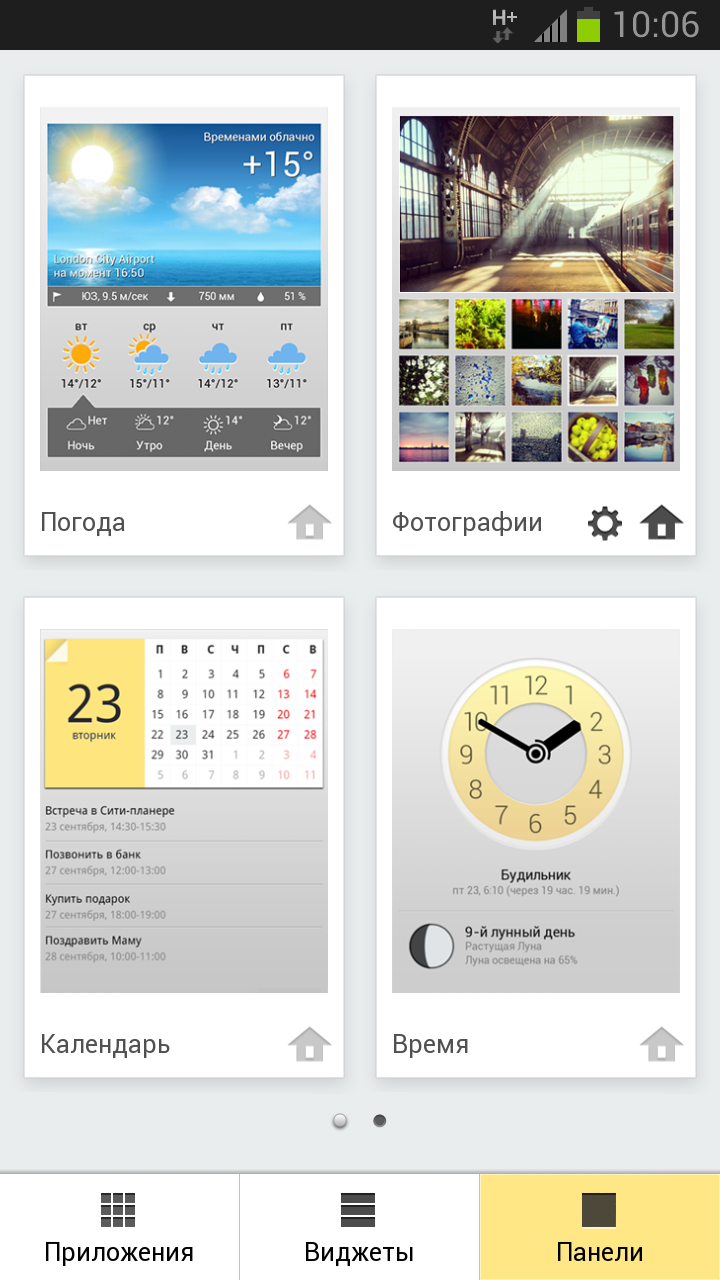 H+ 10:06
Временами облачно
+15°
London City Airport
на момент 16:50
ЮЗ, 9.5 м/сек 750 мм 51 %
вт ср чт пт
14°/12° 15°/11° 14°/12° 13°/11°
Нет 12° 14° 12°
Ночь Утро День Вечер
Погода
Фотографии
23
вторник
П В С Ч П С В
1 2 3 4 5 6 7
8 9 10 11 12 13 14
15 16 17 18 19 20 21
22 23 24 25 26 27 28
29 30 31 1 2 3 4
5 6 7 8 9 10 11
Встреча в Сити-планере
23 сентября, 14:30-15:30
Позвонить в банк
27 сентября, 12:00-13:00
Купить подарок
27 сентября, 18:00-19:00
Поздравить Маму
28 сентября, 10:00-11:00
Календарь
12 1 2 3 4 5 6 7 8 9 10 11
Будильник
пт 23, 6:10 (через 19 час. 19 мин.)
9-й лунный день
Растущая Луна
Луна освещена на 65%
Время
Приложения Виджеты Панели